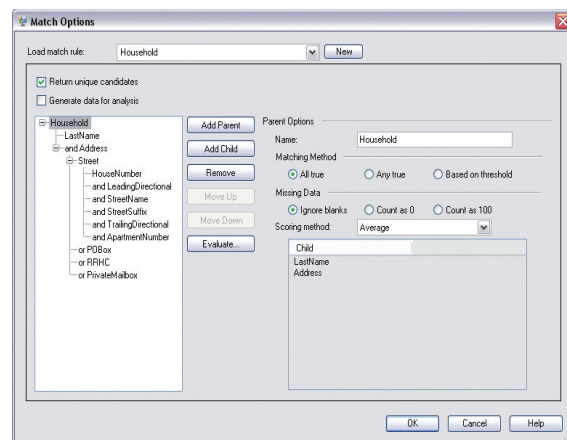 Match Options
Load match rule: Household New
Return unique candidates
Generate data for analysis
Household
LastName
and Address
Street
HouseNumber
and LeadingDirectional
and StreetName
and StreetSuffix
and TrailingDirectional
and ApartmentNumber
or POBox
or RRHC
or PrivateMailbox
Add Parent
Add Child
Remove
Move Up
Move Down
Evaluate...
Parent Options
Name: Household
Matching Method
All true Any true Based on threshold
Missing Data
Ignore blanks Count as 0 Count as 100
Scoring method: Average
Child
LastName
Address
OK Cancel Help